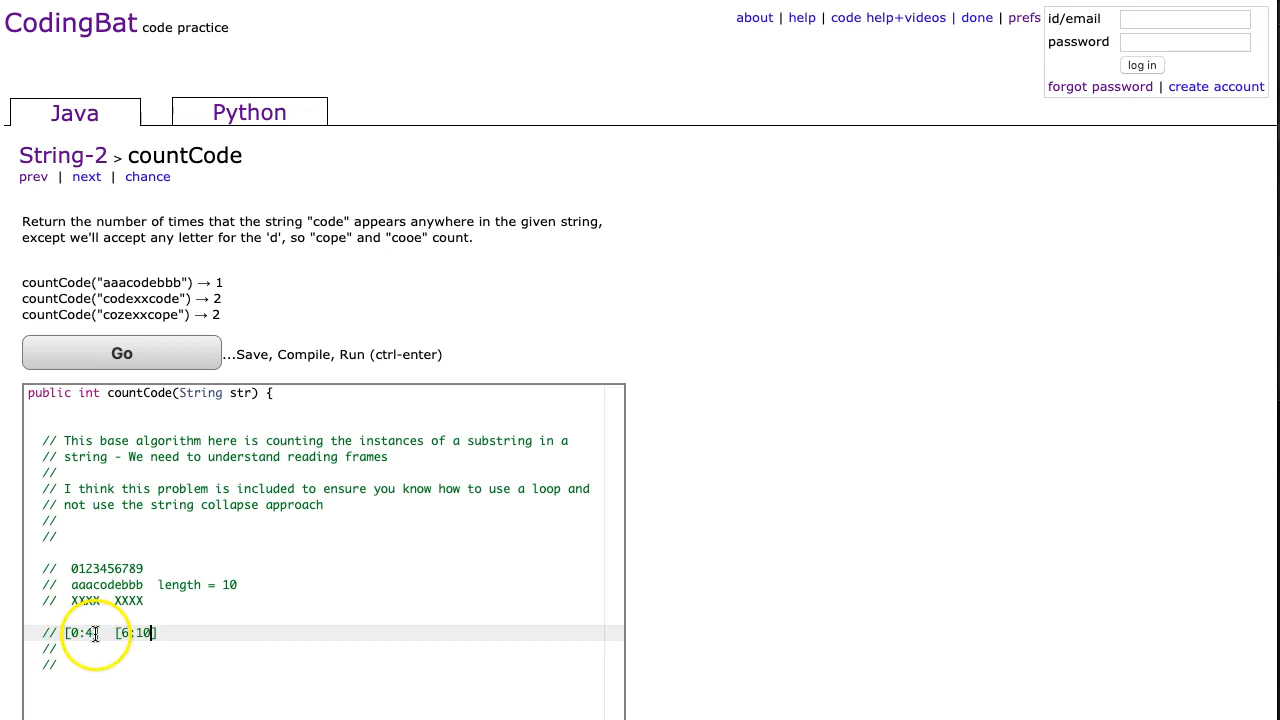 CodingBat code practice
about | help | code help+videos | done | prefs
id/email
password
log in
forgot password | create account
Java
Python
String-2 > countCode
prev | next | chance
Return the number of times that the string "code" appears anywhere in the given string,
except we'll accept any letter for the 'd', so "cope" and "cooe" count.
countCode("aaacodebbb") → 1
countCode("codexxcode") → 2
countCode("cozexxcope") → 2
Go ...Save, Compile, Run (ctrl-enter)
public int countCode(String str) {
// This base algorithm here is counting the instances of a substring in a
// string - We need to understand reading frames
//
// I think this problem is included to ensure you know how to use a loop and
// not use the string collapse approach
//
//
// 0123456789
// aaacodebbb length = 10
// XXXX XXXX
// [0:4] [6:10]
//
//